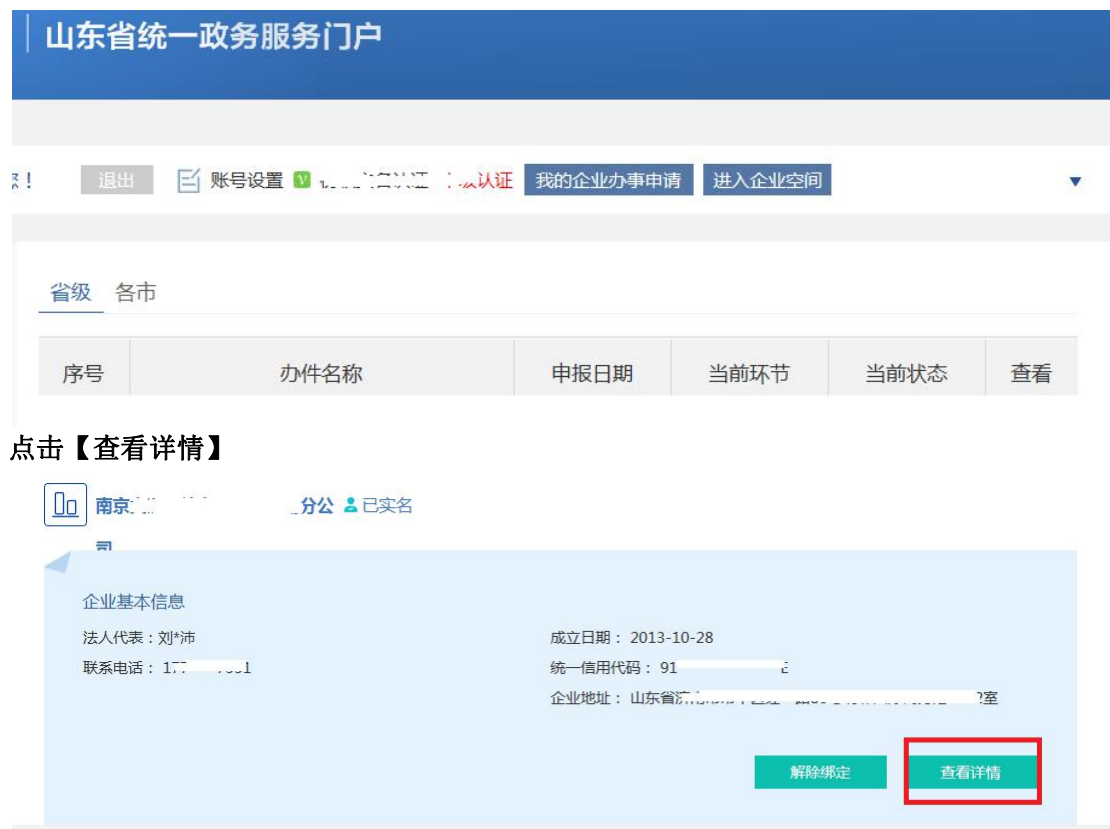 山东省统一政务服务门户
! 退出 账号设置 认证 认证 我的企业办事申请 进入企业空间
省级 各市
序号 办件名称 申报日期 当前环节 当前状态 查看
点击【查看详情】
南京 分公 已实名
司
企业基本信息
法人代表：刘*沛 成立日期： 2013-10-28
联系电话： 17 1 统一信用代码： 91
企业地址： 山东省 室
解除绑定 查看详情